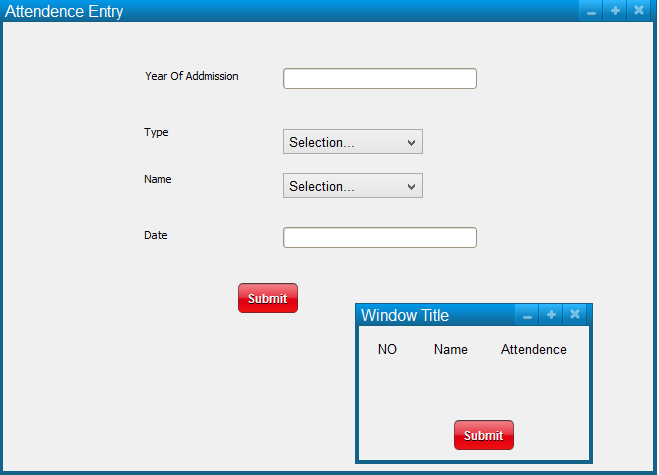 Attendence Entry
Year Of Addmission
Type
Selection...
Name
Selection...
Date
Submit
Window Title
NO Name Attendence
Submit